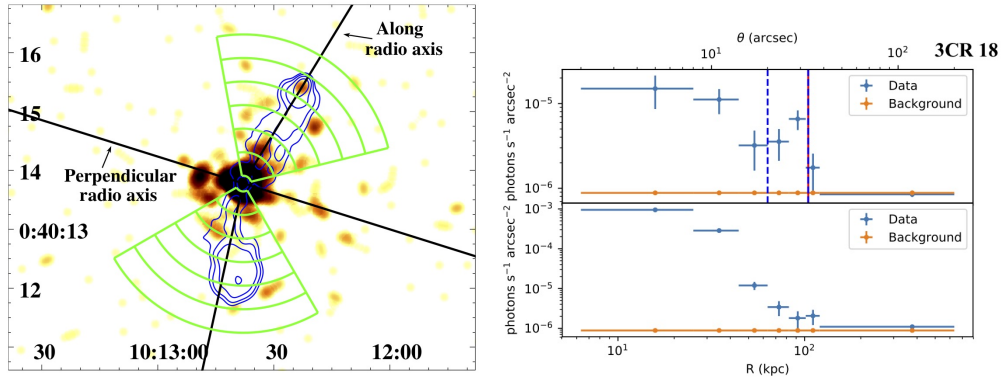 16
15
14
0:40:13
12
30
10:13:00
30
12:00
Along
radio axis
Perpendicular
radio axis
θ (arcsec)
3CR 18
10¹
10²
photons s⁻¹ arcsec⁻²
10⁻⁵
10⁻⁶
Data
Background
photons s⁻¹ arcsec⁻²
10⁻³
10⁻⁴
10⁻⁵
10⁻⁶
Data
Background
10¹
10²
R (kpc)